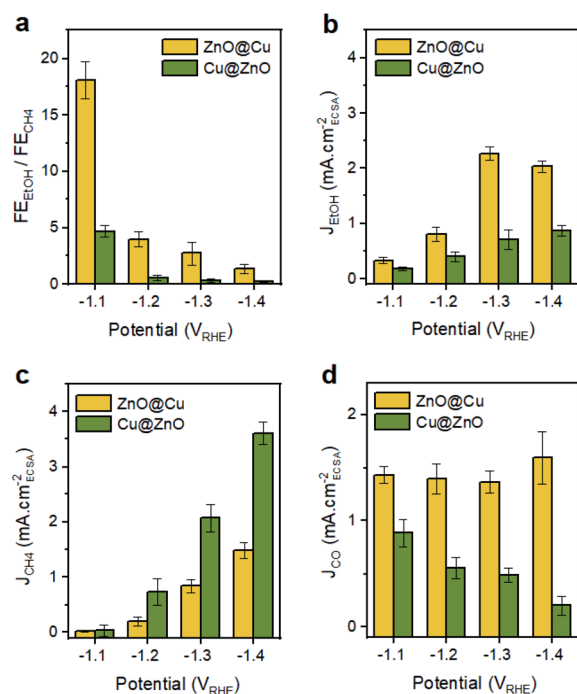 a
ZnO@Cu
Cu@ZnO
20
15
10
5
0
FE_EtOH / FE_CH4
-1.1 -1.2 -1.3 -1.4
Potential (V_RHE)
b
ZnO@Cu
Cu@ZnO
4
3
2
1
0
J_EtOH (mA.cm⁻²_ECSA)
-1.1 -1.2 -1.3 -1.4
Potential (V_RHE)
c
ZnO@Cu
Cu@ZnO
4
3
2
1
0
J_CH4 (mA.cm⁻²_ECSA)
-1.1 -1.2 -1.3 -1.4
Potential (V_RHE)
d
ZnO@Cu
Cu@ZnO
2
1
0
J_CO (mA.cm⁻²_ECSA)
-1.1 -1.2 -1.3 -1.4
Potential (V_RHE)